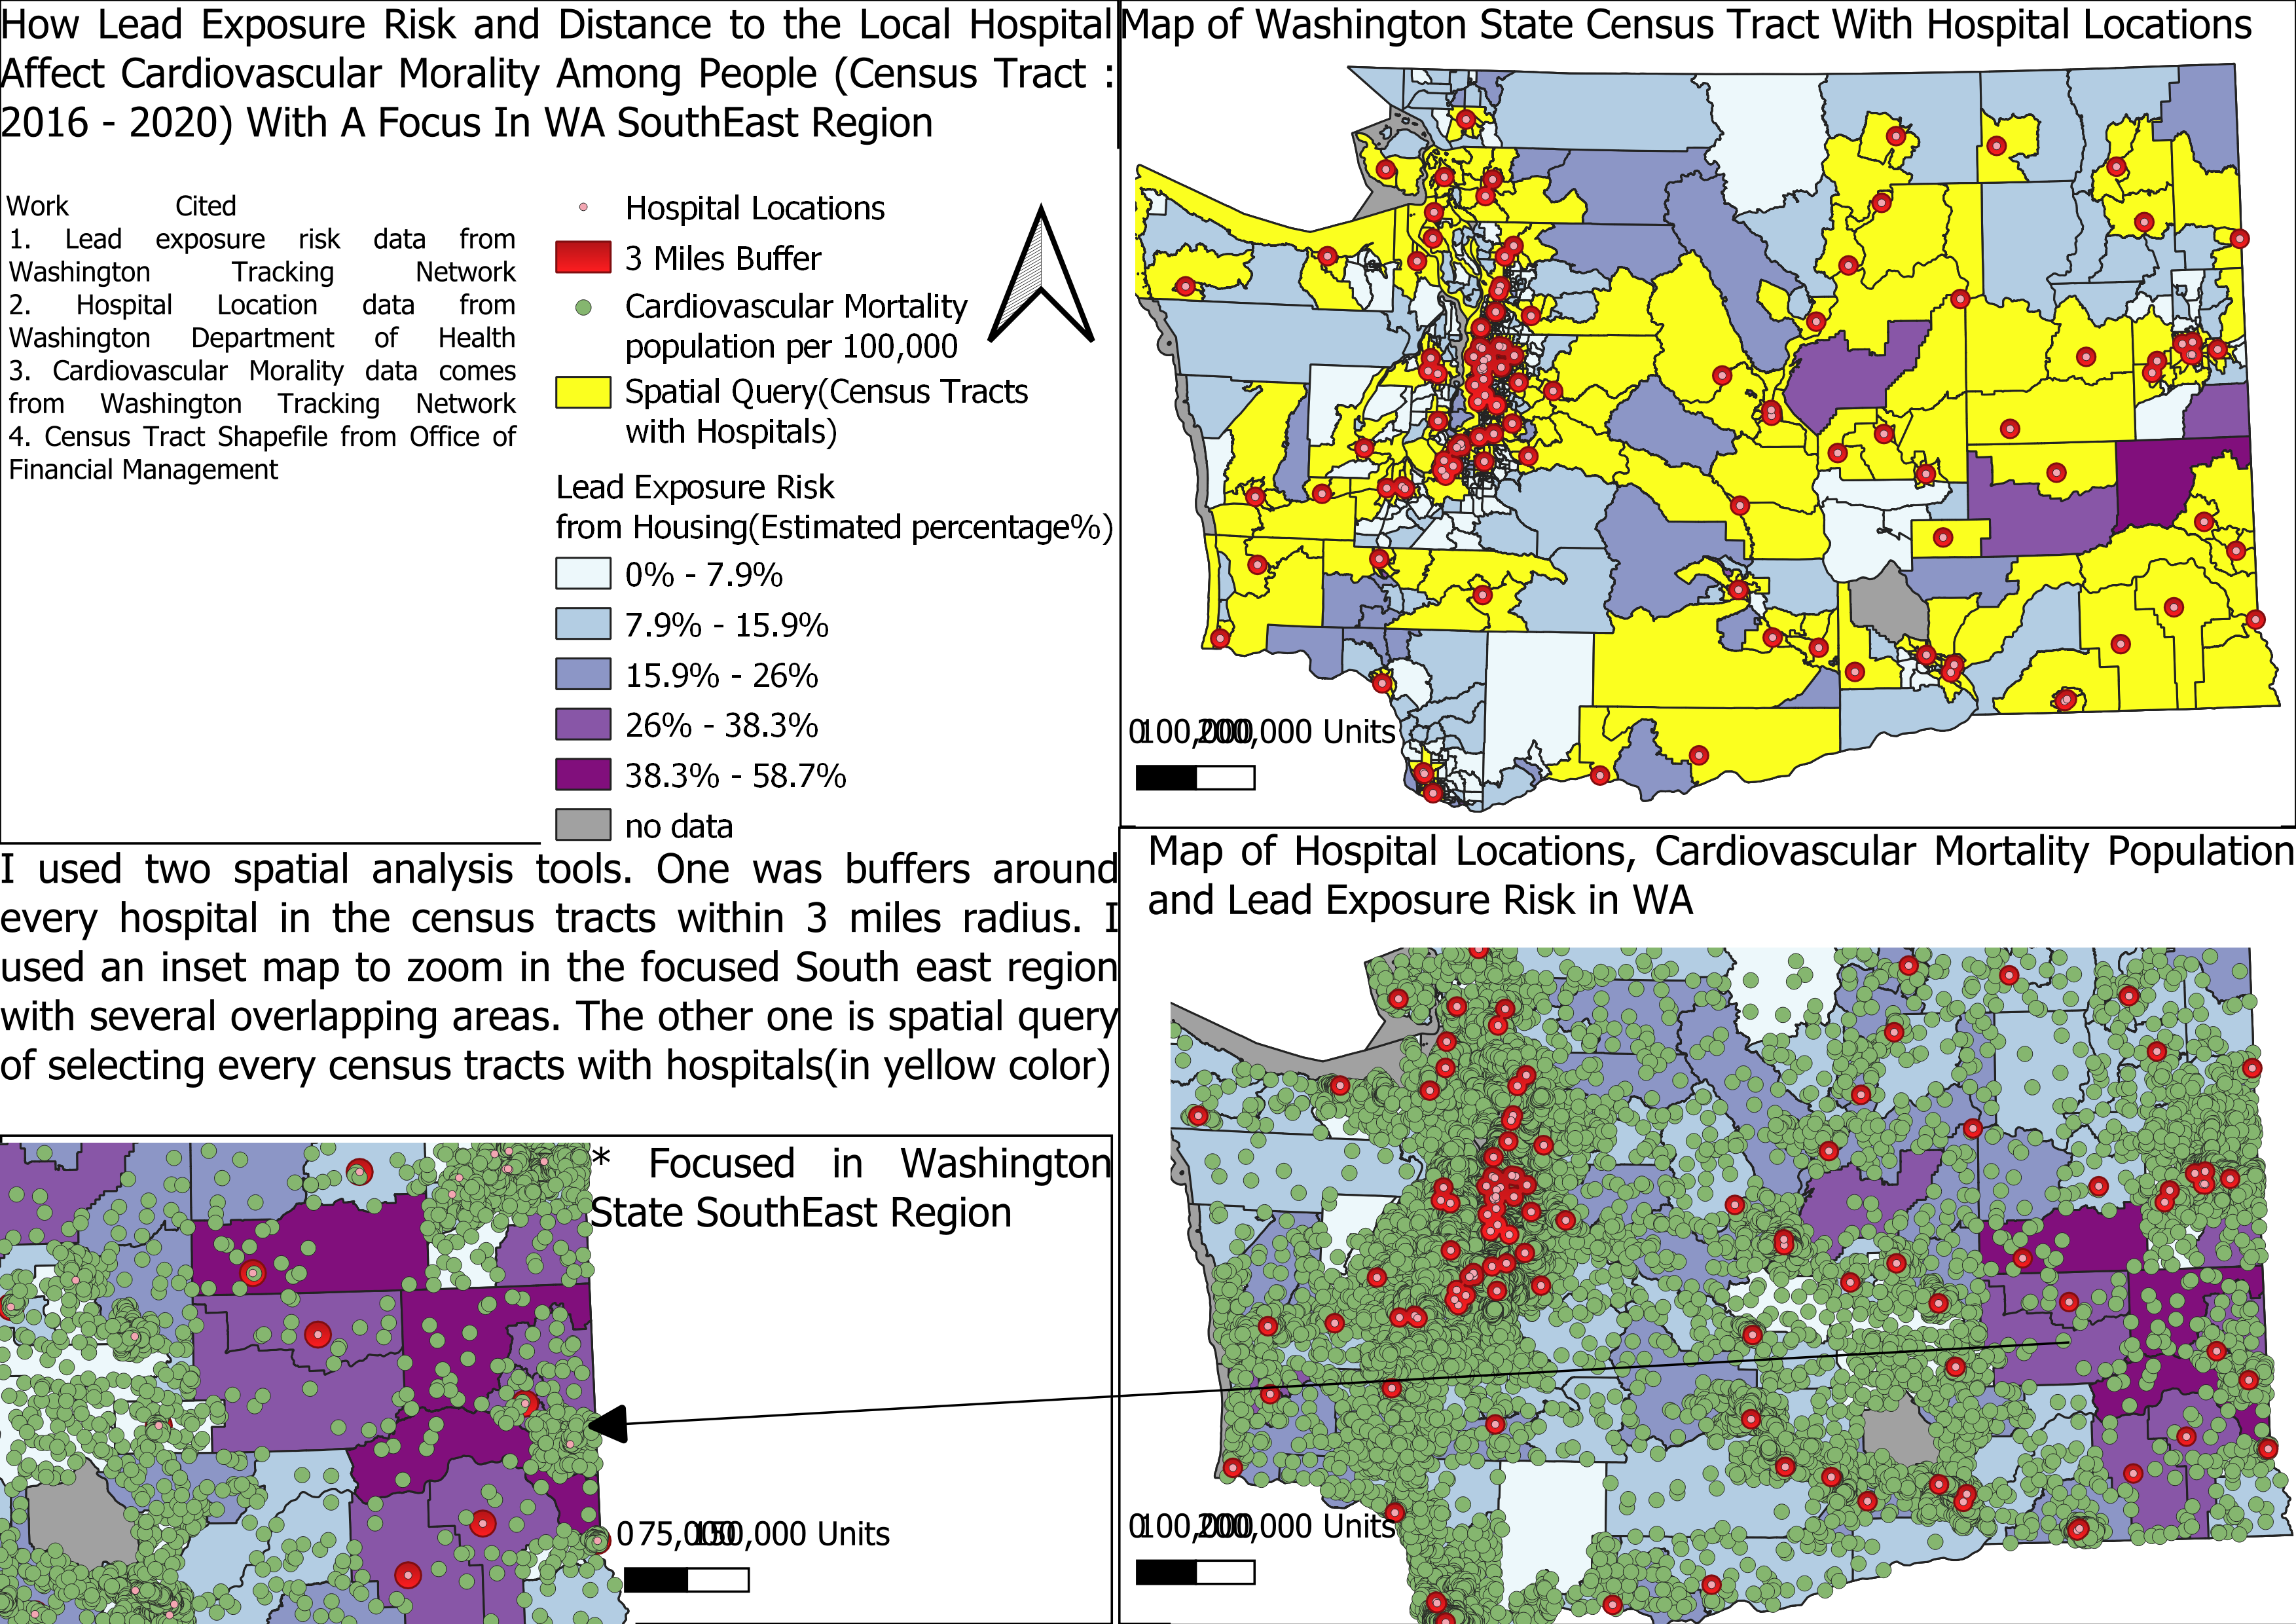 How Lead Exposure Risk and Distance to the Local Hospital
Affect Cardiovascular Morality Among People (Census Tract :
2016 - 2020) With A Focus In WA SouthEast Region
Work Cited
1. Lead exposure risk data from
Washington Tracking Network
2. Hospital Location data from
Washington Department of Health
3. Cardiovascular Morality data comes
from Washington Tracking Network
4. Census Tract Shapefile from Office of
Financial Management
Hospital Locations
3 Miles Buffer
Cardiovascular Mortality
population per 100,000
Spatial Query(Census Tracts
with Hospitals)
Lead Exposure Risk
from Housing(Estimated percentage%)
0% - 7.9%
7.9% - 15.9%
15.9% - 26%
26% - 38.3%
38.3% - 58.7%
no data
Map of Washington State Census Tract With Hospital Locations
0 100,000 200,000 Units
I used two spatial analysis tools. One was buffers around
every hospital in the census tracts within 3 miles radius. I
used an inset map to zoom in the focused South east region
with several overlapping areas. The other one is spatial query
of selecting every census tracts with hospitals(in yellow color)
* Focused in Washington
State SouthEast Region
0 75,000 150,000 Units
Map of Hospital Locations, Cardiovascular Mortality Population
and Lead Exposure Risk in WA
0 100,000 200,000 Units